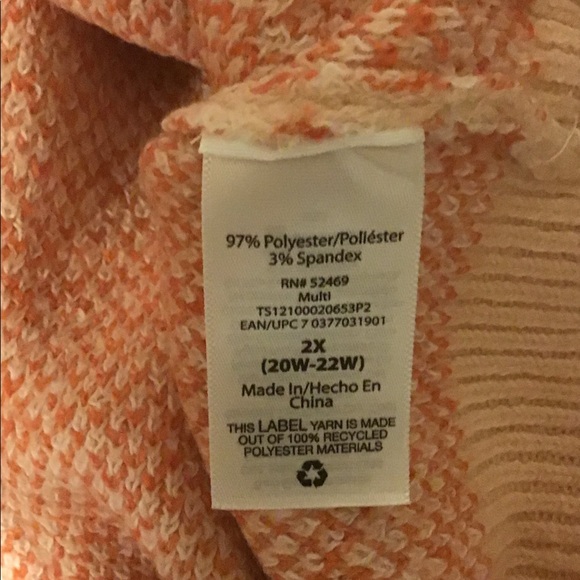 97% Polyester/Poliéster
3% Spandex
RN# 52469
Multi
TS12100020653P2
EAN/UPC 7 0377031901
2X
(20W-22W)
Made In/Hecho En
China
THIS LABEL YARN IS MADE
OUT OF 100% RECYCLED
POLYESTER MATERIALS